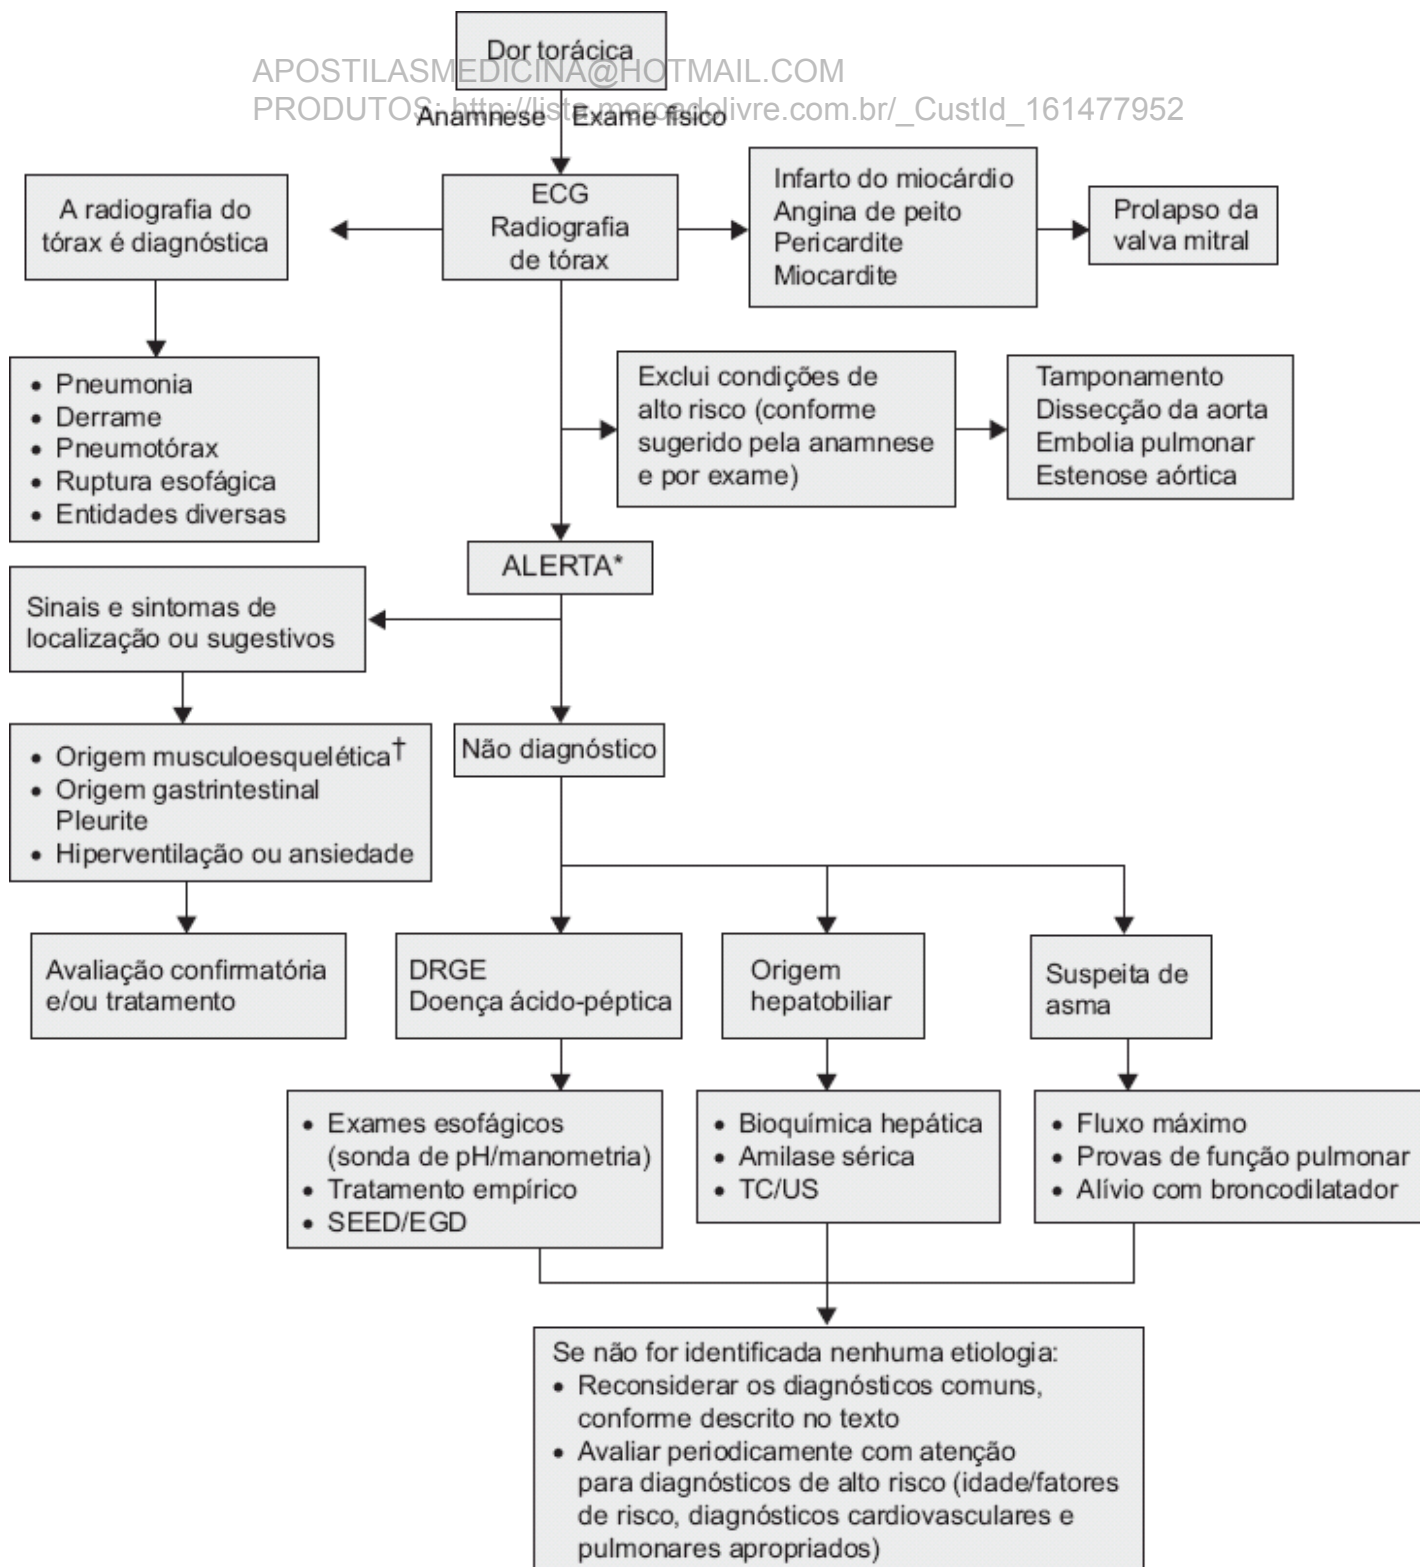 Dor torácica
APOSTILASMEDICINA@HOTMAIL.COM
PRODUTOS: http://lista.mercadolivre.com.br/_CustId_161477952
Anamnese
Exame físico
ECG
Radiografia
de tórax
A radiografia do
tórax é diagnóstica
Infarto do miocárdio
Angina de peito
Pericardite
Miocardite
Prolapso da
valva mitral
• Pneumonia
• Derrame
• Pneumotórax
• Ruptura esofágica
• Entidades diversas
Exclui condições de
alto risco (conforme
sugerido pela anamnese
e por exame)
Tamponamento
Dissecção da aorta
Embolia pulmonar
Estenose aórtica
ALERTA*
Sinais e sintomas de
localização ou sugestivos
• Origem musculoesquelética†
• Origem gastrintestinal
Pleurite
• Hiperventilação ou ansiedade
Não diagnóstico
Avaliação confirmatória
e/ou tratamento
DRGE
Doença ácido-péptica
Origem
hepatobiliar
Suspeita de
asma
• Exames esofágicos
(sonda de pH/manometria)
• Tratamento empírico
• SEED/EGD
• Bioquímica hepática
• Amilase sérica
• TC/US
• Fluxo máximo
• Provas de função pulmonar
• Alívio com broncodilatador
Se não for identificada nenhuma etiologia:
• Reconsiderar os diagnósticos comuns,
conforme descrito no texto
• Avaliar periodicamente com atenção
para diagnósticos de alto risco (idade/fatores
de risco, diagnósticos cardiovasculares e
pulmonares apropriados)